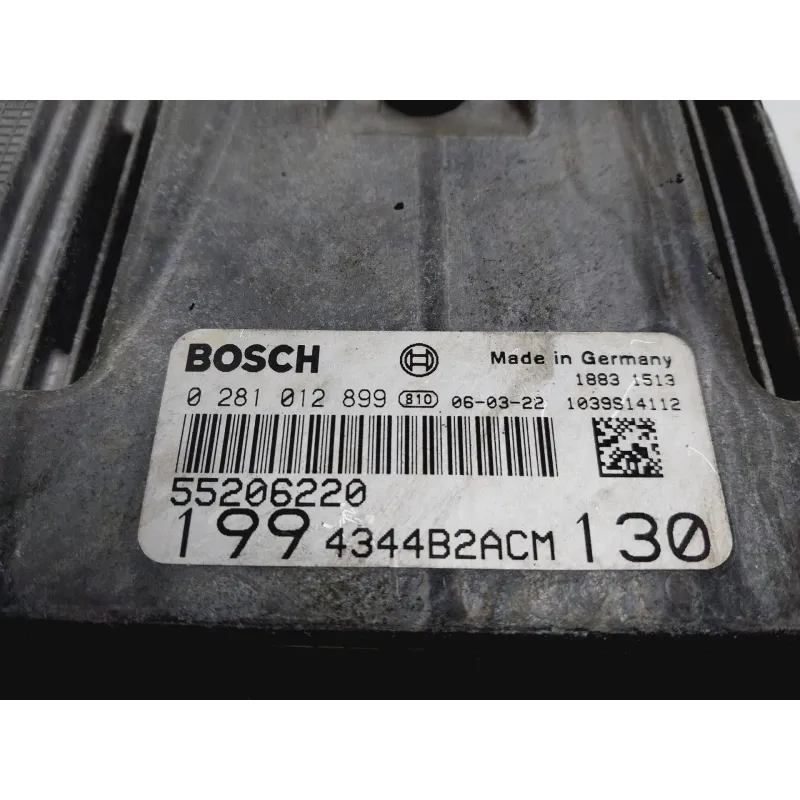 BOSCH Made in Germany
1883 1513
0 281 012 899 810 06-03-22 1039S14112
55206220
199 4344B2ACM 130